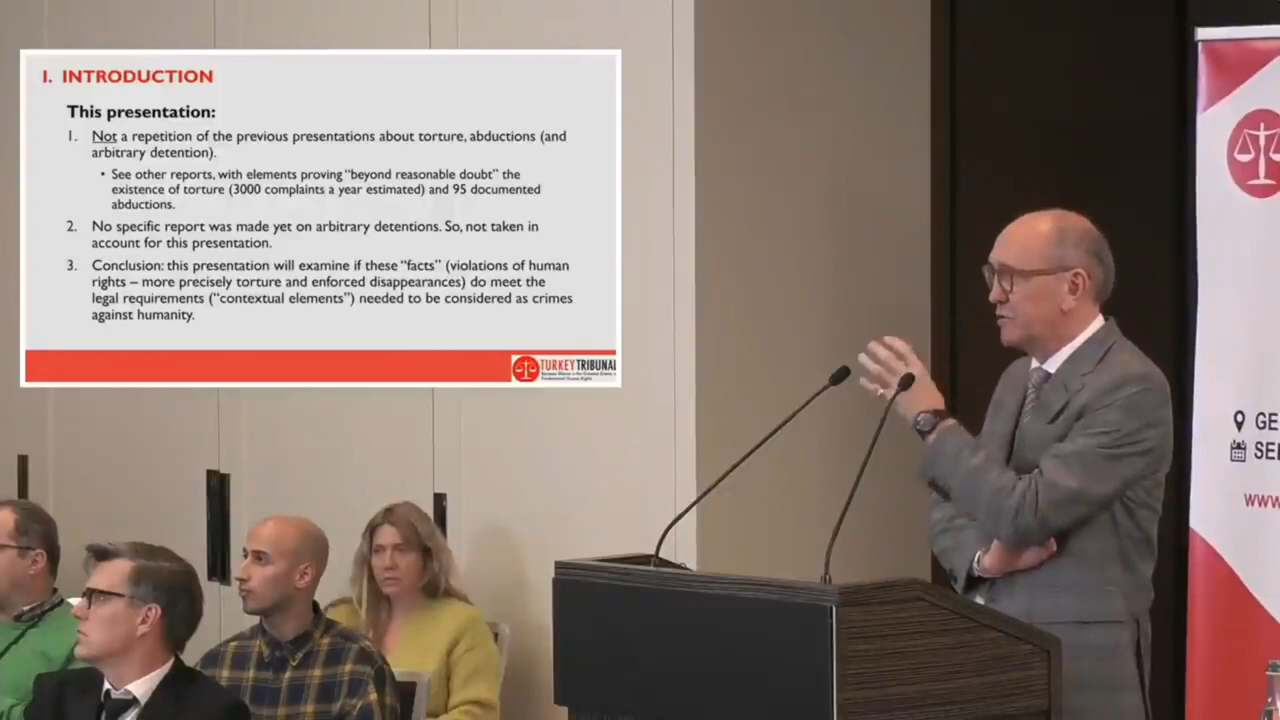 I. INTRODUCTION
This presentation:
1. Not a repetition of the previous presentations about torture, abductions (and
arbitrary detention).
• See other reports, with elements proving "beyond reasonable doubt" the
existence of torture (3000 complaints a year estimated) and 95 documented
abductions.
2. No specific report was made yet on arbitrary detentions. So, not taken in
account for this presentation.
3. Conclusion: this presentation will examine if these "facts" (violations of human
rights – more precisely torture and enforced disappearances) do meet the
legal requirements ("contextual elements") needed to be considered as crimes
against humanity.
TURKEY TRIBUNAL
Fundamental Human Rights
GE
SE
www.